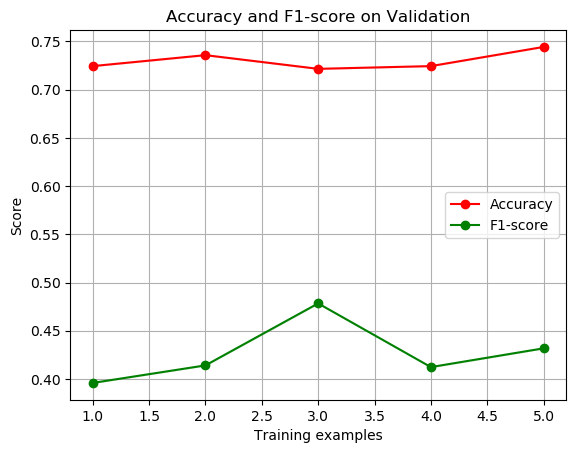 Accuracy and F1-score on Validation
0.75
0.70
0.65
0.60
0.55
0.50
0.45
0.40
Score
Accuracy
F1-score
1.0 1.5 2.0 2.5 3.0 3.5 4.0 4.5 5.0
Training examples